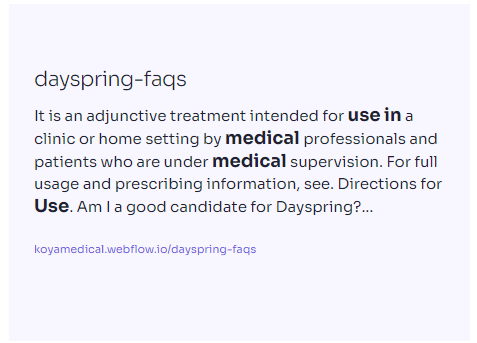 dayspring-faqs
It is an adjunctive treatment intended for use in a
clinic or home setting by medical professionals and
patients who are under medical supervision. For full
usage and prescribing information, see. Directions for
Use. Am I a good candidate for Dayspring?...
koyamedical.webflow.io/dayspring-faqs